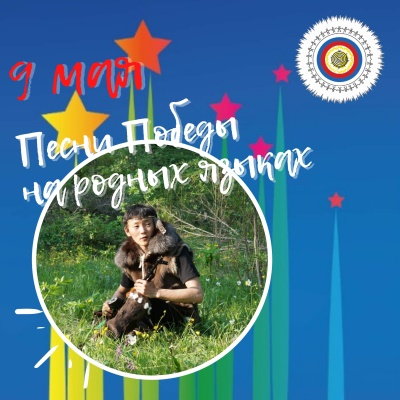 9 мая
Песни Победы
на родных языках